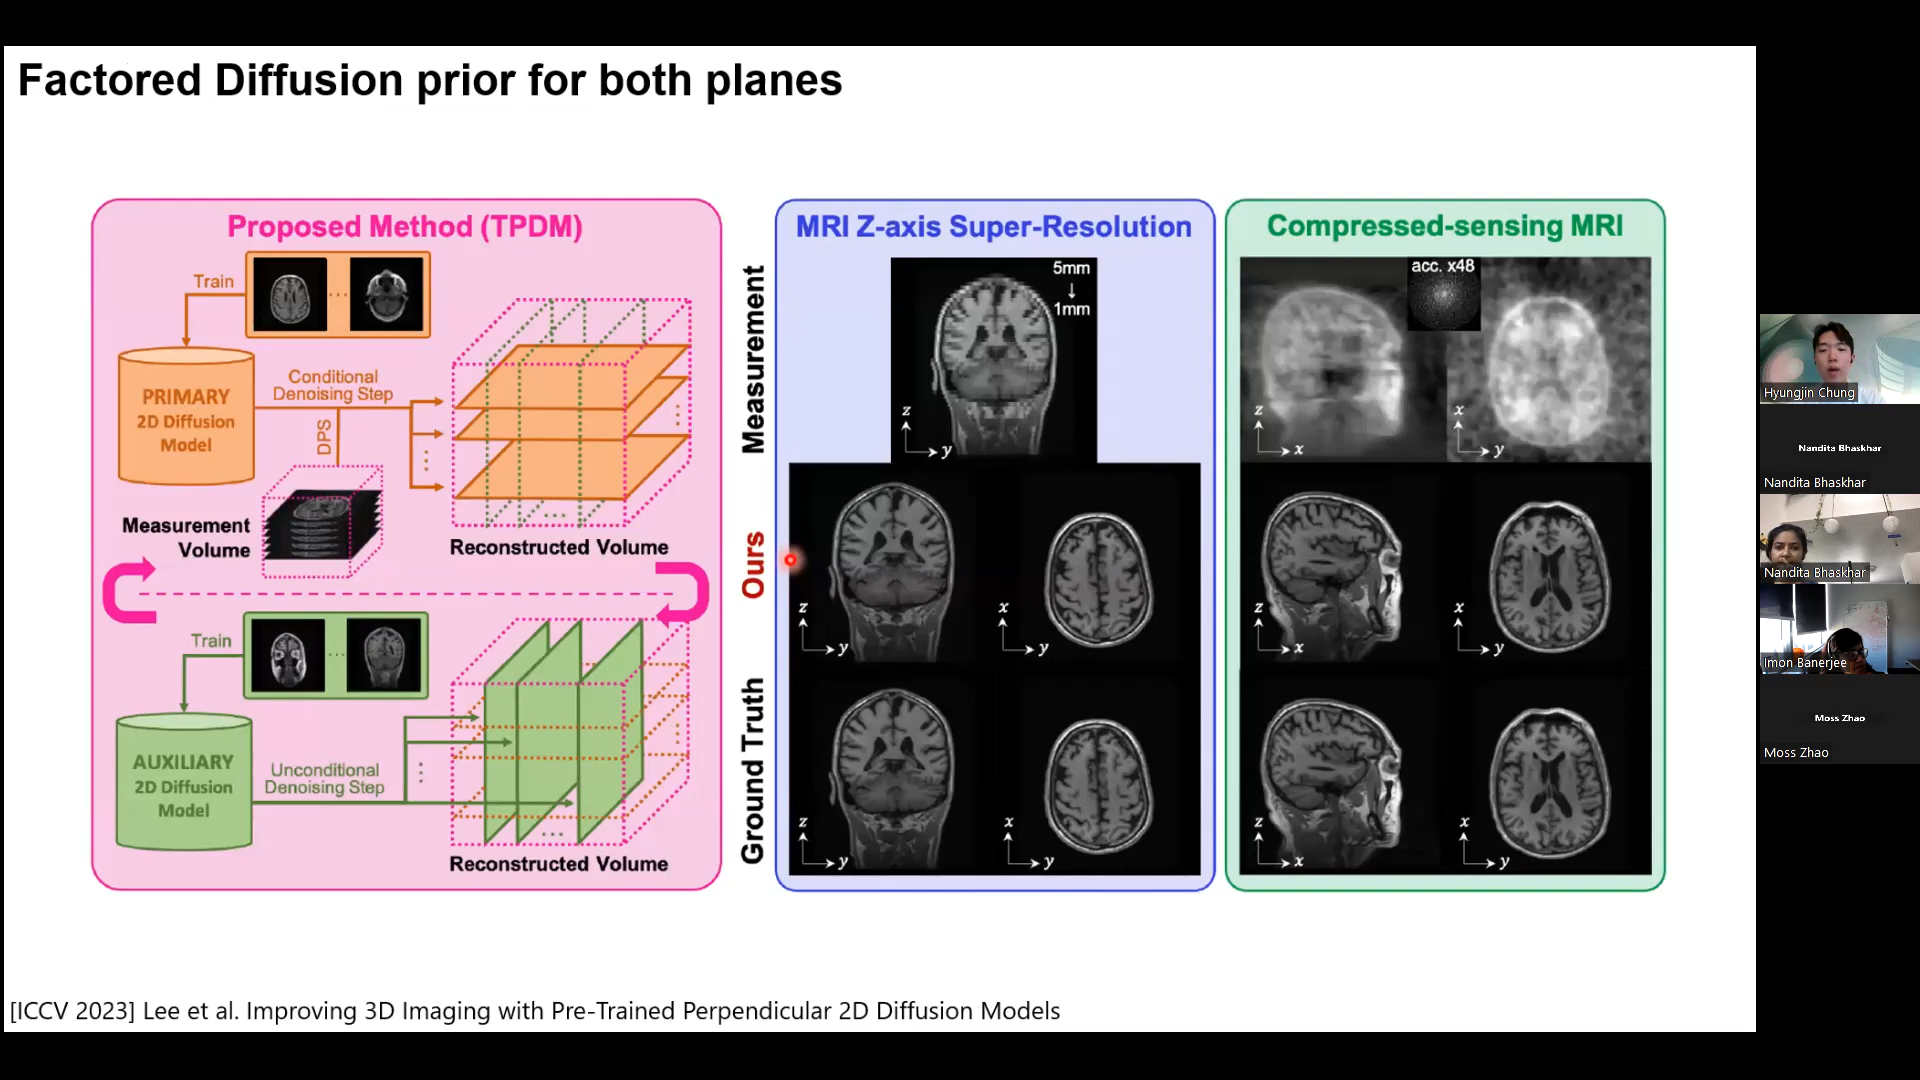 Factored Diffusion prior for both planes
Proposed Method (TPDM)
Train
PRIMARY
2D Diffusion
Model
Conditional
Denoising Step
DPS
Measurement
Volume
Reconstructed Volume
Train
AUXILIARY
2D Diffusion
Model
Unconditional
Denoising Step
Reconstructed Volume
Measurement
Ours
Ground Truth
MRI Z-axis Super-Resolution
5mm
↓
1mm
z
y
z
y
x
y
z
y
x
y
Compressed-sensing MRI
acc. x48
z
x
x
y
z
x
x
y
z
x
x
y
[ICCV 2023] Lee et al. Improving 3D Imaging with Pre-Trained Perpendicular 2D Diffusion Models
Hyungjin Chung
Nandita Bhaskhar
Nandita Bhaskhar
Nandita Bhaskhar
Imon Banerjee
Moss Zhao
Moss Zhao